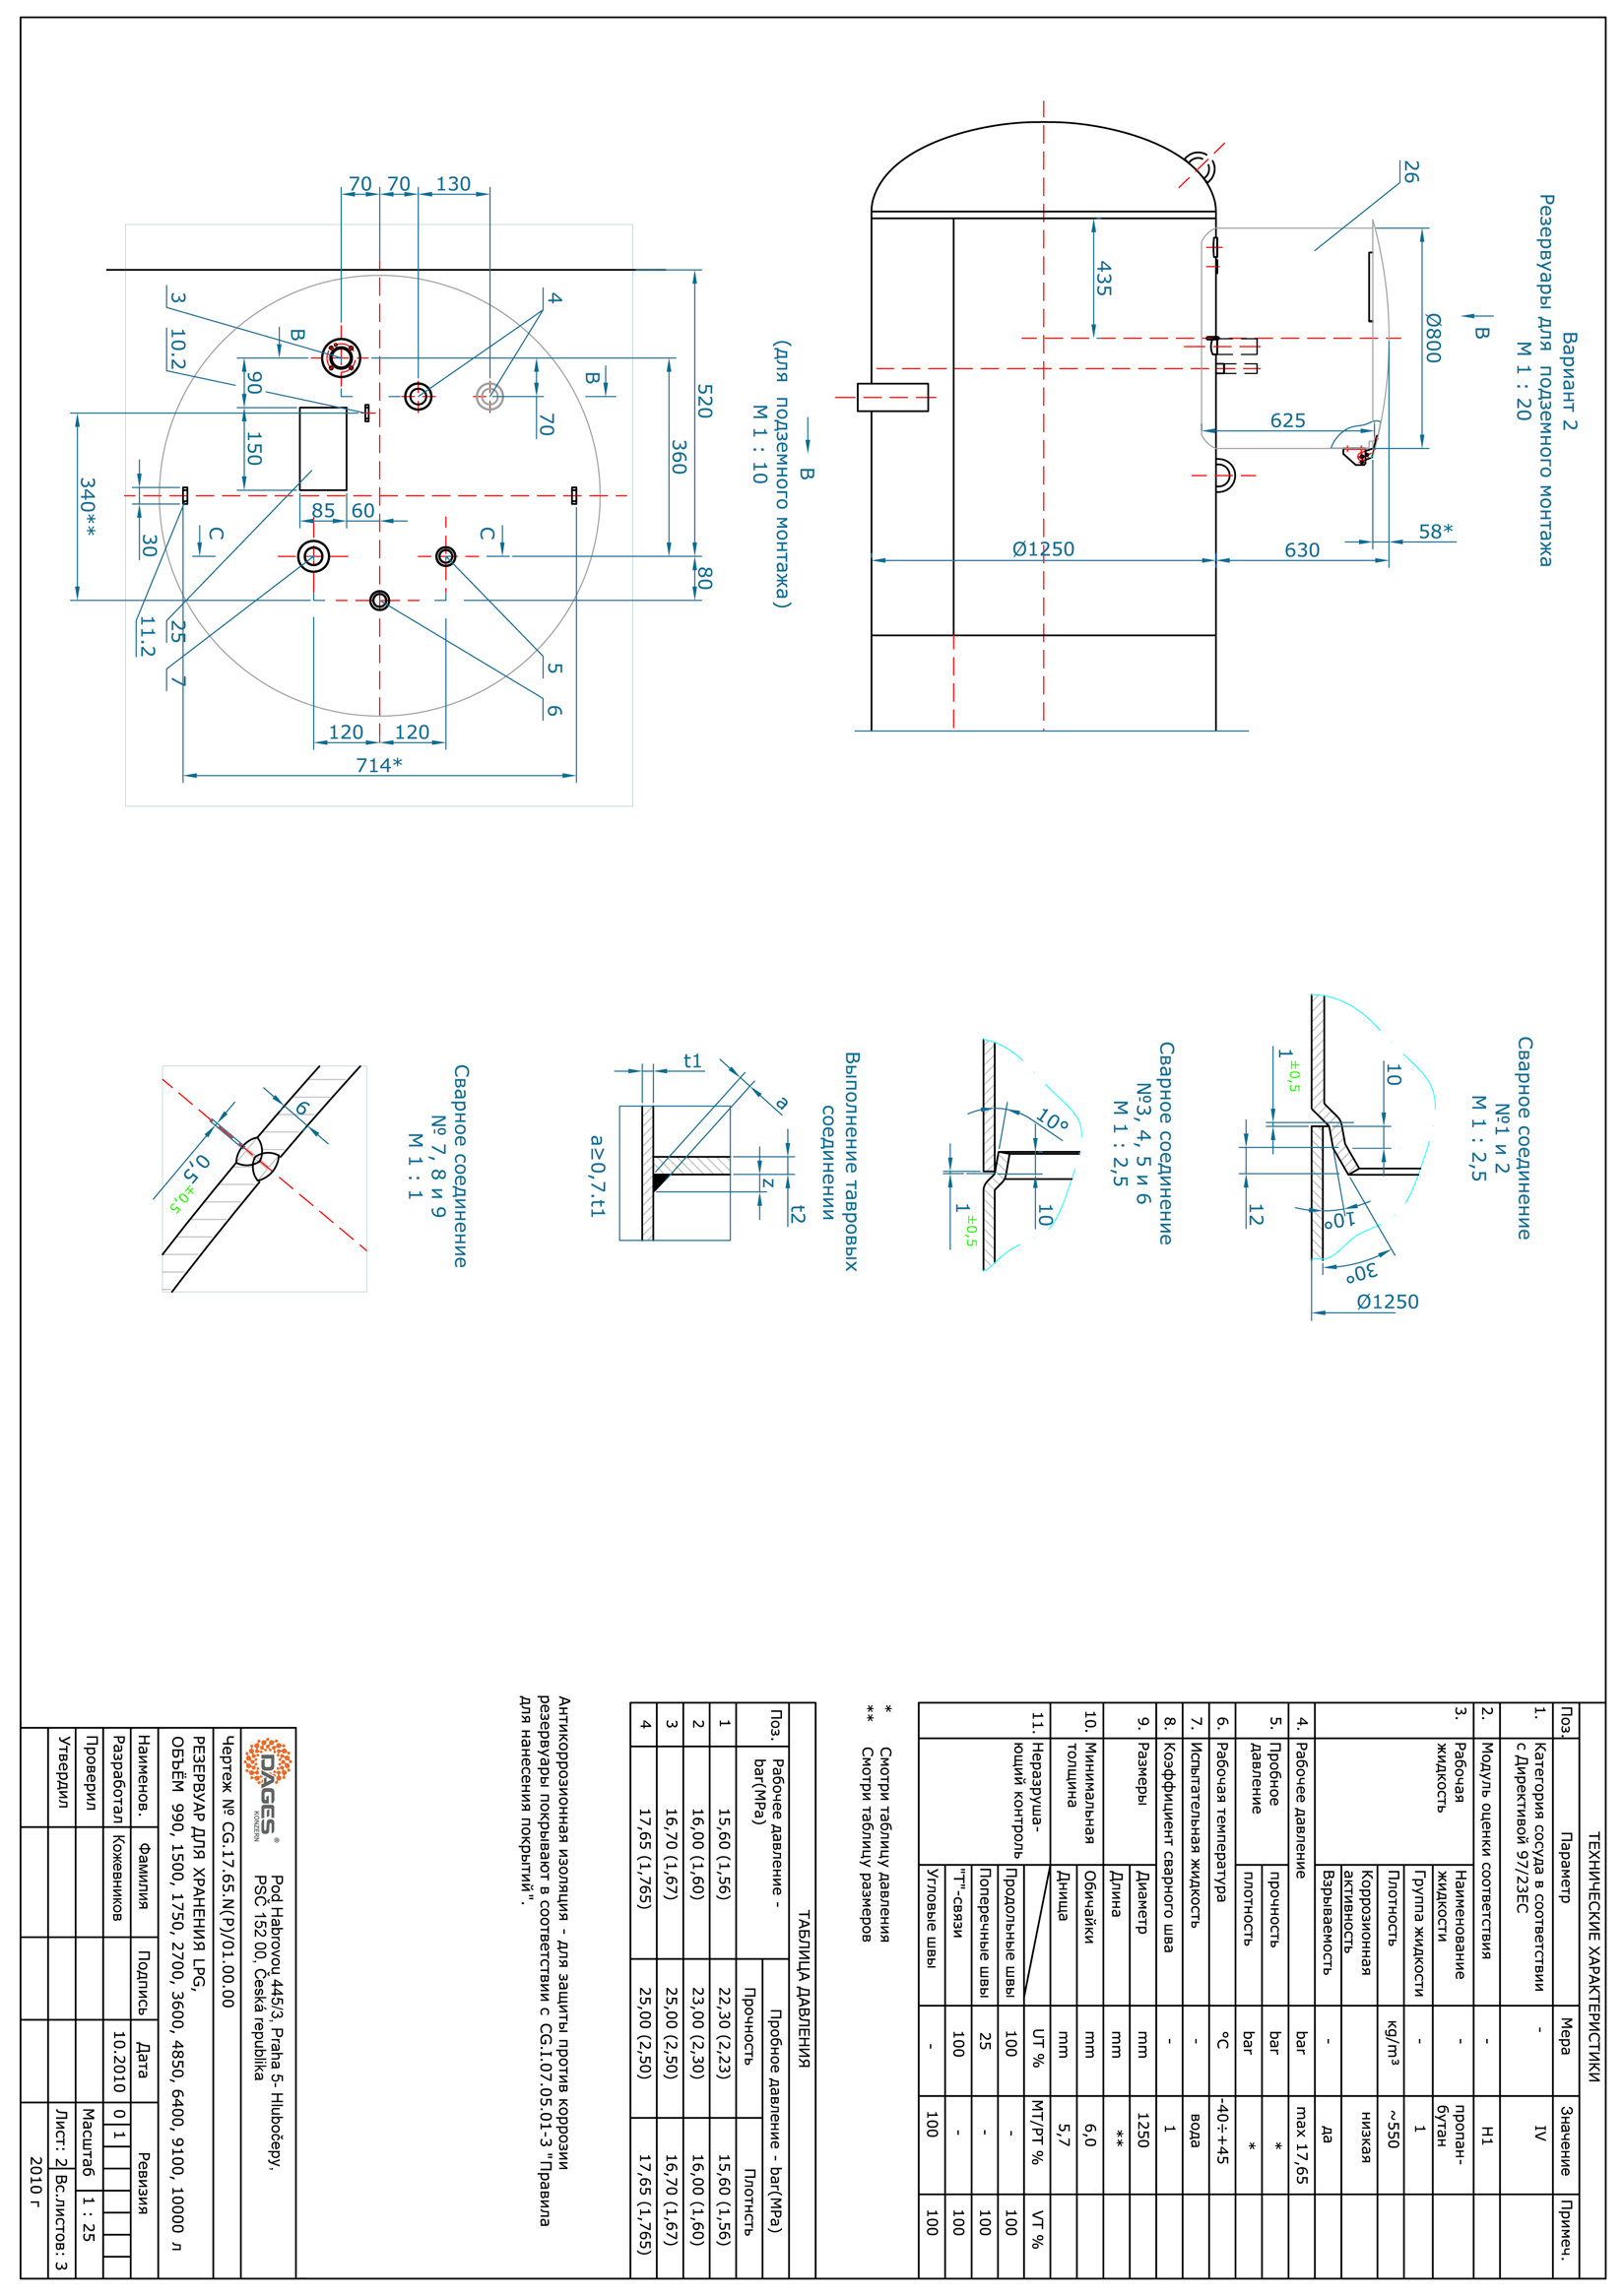 Вариант 2
Резервуары для подземного монтажа
М 1 : 20
26
B
Ø800
435
625
58*
Ø1250
630
B
(для подземного монтажа)
М 1 : 10
70
70
130
3
10.2
4
B
B
90
150
70
520
360
340**
30
85
60
C
C
80
11.2
25
7
5
6
120
120
714*
Сварное соединение
№1 и 2
М 1 : 2,5
10
1 ±0,5
12
10°
30°
Ø1250
Сварное соединение
№3, 4, 5 и 6
М 1 : 2,5
10°
10
1 ±0,5
Выполнение тавровых
соединении
t1
a
z
t2
a≥0,7.t1
Сварное соединение
№ 7, 8 и 9
М 1 : 1
6
0,5 ±0,5
ТЕХНИЧЕСКИЕ ХАРАКТЕРИСТИКИ
Поз. Параметр Мера Значение Примеч.
1. Категория сосуда в соответствии с Директивой 97/23ЕС - IV
2. Модуль оценки соответствия - H1
3. Рабочая жидкость
Наименование жидкости - пропан-бутан
Группа жидкости - 1
Плотность кg/m³ ~550
Коррозионная активность низкая
Взрываемость - да
4. Рабочее давление bar max 17,65
5. Пробное давление
прочность bar *
плотность bar *
6. Рабочая температура °C -40÷+45
7. Испытательная жидкость - вода
8. Коэффициент сварного шва - 1
9. Размеры
Диаметр mm 1250
Длина mm **
10. Минимальная толщина
Обичайки mm 6,0
Днища mm 5,7
11. Неразруша-ющий контроль
UT % MT/PT % VT %
Продольные швы 100 - 100
Поперечные швы 25 - 100
"Т"-связи 100 - 100
Угловые швы - 100 100
* Смотри таблицу давления
** Смотри таблицу размеров
ТАБЛИЦА ДАВЛЕНИЯ
Поз. Рабочее давление - bar(MPa) Пробное давление - bar(MPa)
Прочность Плотнсть
1 15,60 (1,56) 22,30 (2,23) 15,60 (1,56)
2 16,00 (1,60) 23,00 (2,30) 16,00 (1,60)
3 16,70 (1,67) 25,00 (2,50) 16,70 (1,67)
4 17,65 (1,765) 25,00 (2,50) 17,65 (1,765)
Антикоррозионная изоляция - для защиты против коррозии
резервуары покрывают в соответствии с CG.I.07.05.01-3 "Правила
для нанесения покрытий".
DAGES ®
KONZERN
Pod Habrovou 445/3, Praha 5- Hlubočepy,
PSČ 152 00, Česká republika
Чертеж № CG.17.65.N(P)/01.00.00
РЕЗЕРВУАР ДЛЯ ХРАНЕНИЯ LPG,
ОБЪЁМ 990, 1500, 1750, 2700, 3600, 4850, 6400, 9100, 10000 л
Наименов. Фамилия Подпись Дата Ревизия
Разработал Кожевников 10.2010 0 1
Проверил Масштаб 1 : 25
Утвердил Лист: 2 Вс.листов: 3
2010 г